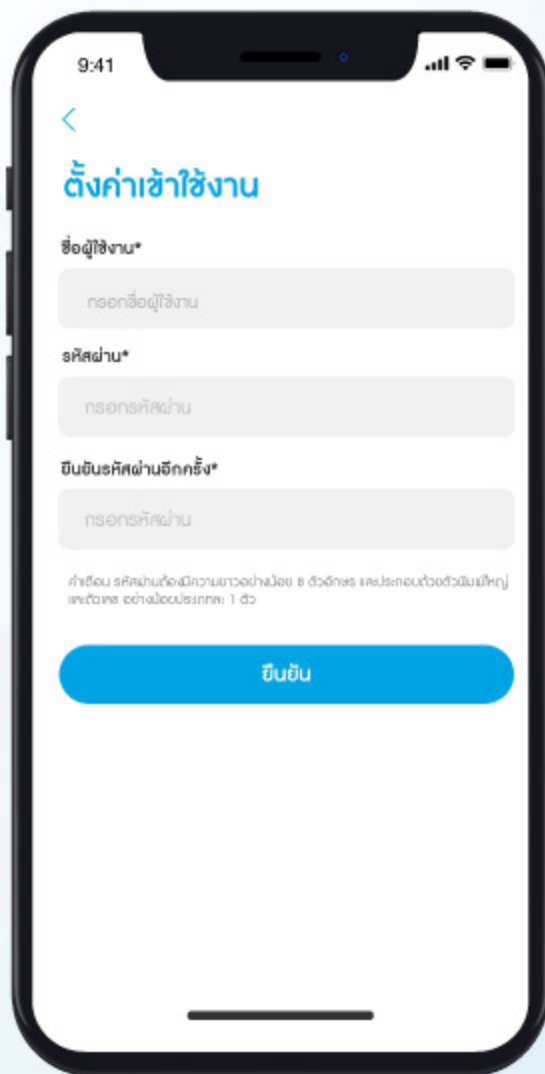 9:41
ตั้งค่าเข้าใช้งาน
ชื่อผู้ใช้งาน*
กรอกชื่อผู้ใช้งาน
รหัสผ่าน*
กรอกรหัสผ่าน
ยืนยันรหัสผ่านอีกครั้ง*
กรอกรหัสผ่าน
คำเตือน รหัสผ่านต้องมีความยาวอย่างน้อย 8 ตัวอักษร และประกอบด้วยตัวพิมพ์ใหญ่
และตัวเลข อย่างน้อยประเภทละ 1 ตัว
ยืนยัน